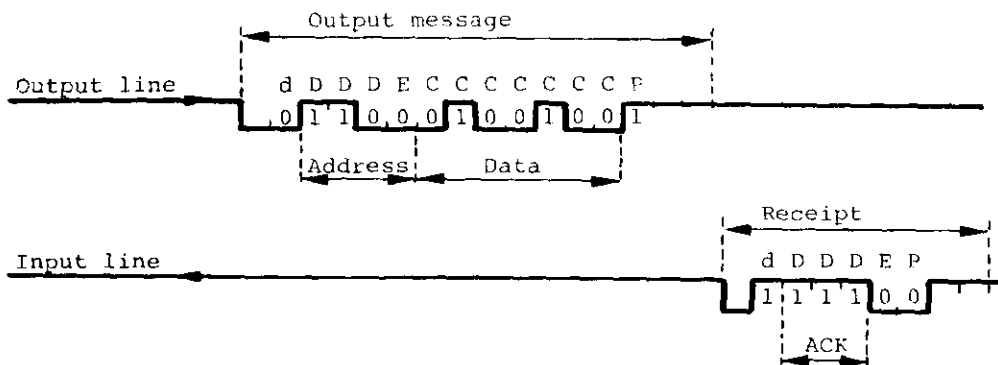 Output message
Output line
d D D D E C C C C C C C P
0 1 1 0 0 0 1 0 0 1 0 0 1
Address Data
Receipt
Input line
d D D D E P
1 1 1 1 0 0
ACK